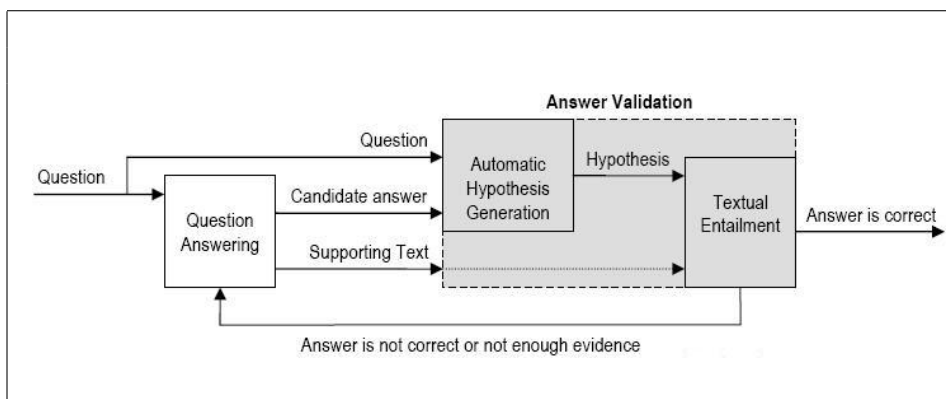 Answer Validation
Question
Question
Automatic
Hypothesis
Generation
Hypothesis
Question
Answering
Candidate answer
Supporting Text
Textual
Entailment
Answer is correct
Answer is not correct or not enough evidence